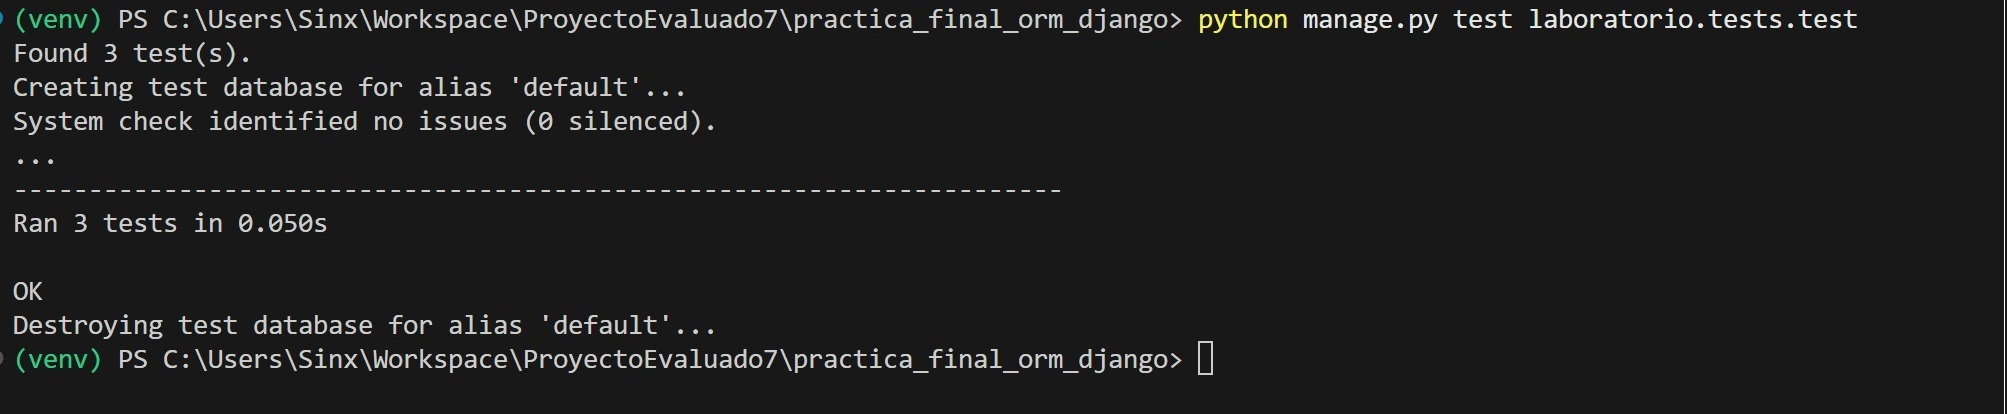 (venv) PS C:\Users\Sinx\Workspace\ProyectoEvaluado7\practica_final_orm_django> python manage.py test laboratorio.tests.test
Found 3 test(s).
Creating test database for alias 'default'...
System check identified no issues (0 silenced).
...
----------------------------------------------------------------------
Ran 3 tests in 0.050s

OK
Destroying test database for alias 'default'...
(venv) PS C:\Users\Sinx\Workspace\ProyectoEvaluado7\practica_final_orm_django>